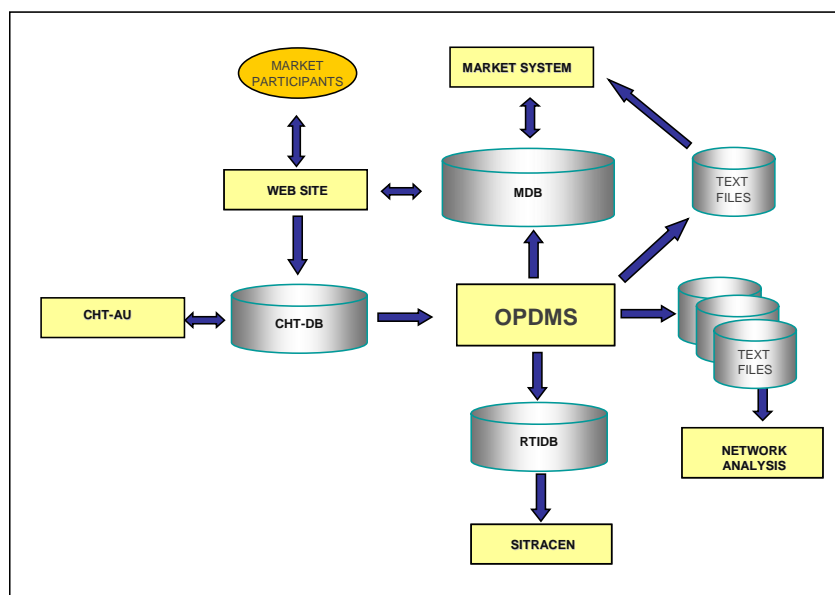 MARKET
PARTICIPANTS
MARKET SYSTEM
WEB SITE
MDB
TEXT
FILES
CHT-AU
CHT-DB
OPDMS
TEXT
FILES
RTIDB
NETWORK
ANALYSIS
SITRACEN